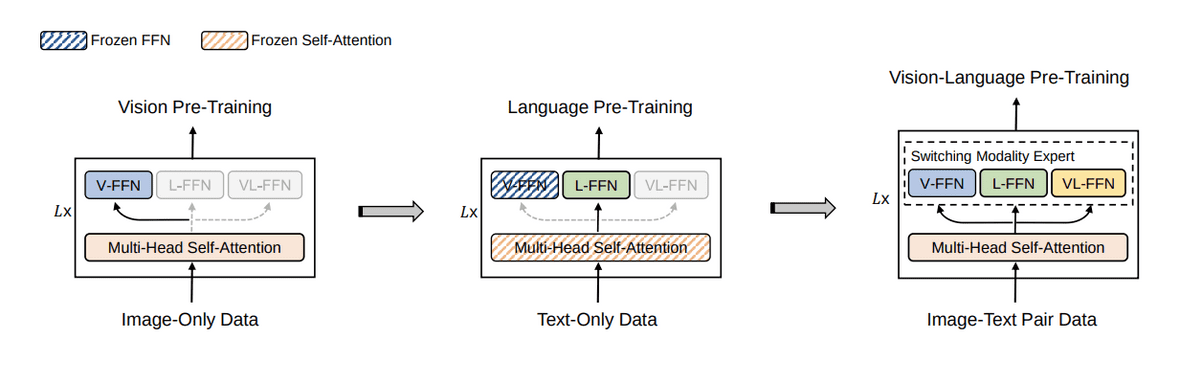 Frozen FFN
Frozen Self-Attention
Vision Pre-Training
V-FFN
L-FFN
VL-FFN
Lx
Multi-Head Self-Attention
Image-Only Data
Language Pre-Training
V-FFN
L-FFN
VL-FFN
Lx
Multi-Head Self-Attention
Text-Only Data
Vision-Language Pre-Training
Switching Modality Expert
V-FFN
L-FFN
VL-FFN
Lx
Multi-Head Self-Attention
Image-Text Pair Data